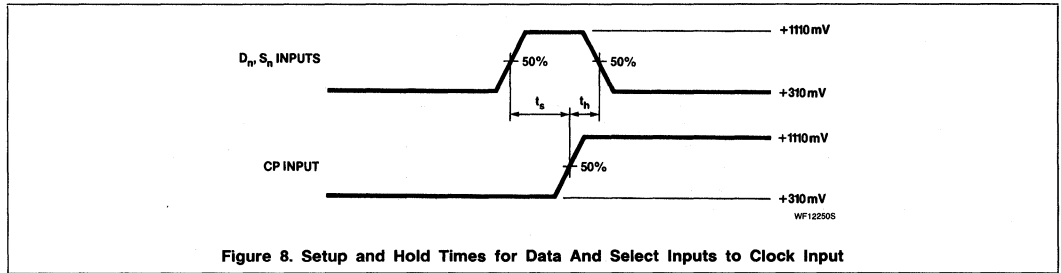 +1110mV
Dn, Sn INPUTS
50%
50%
+310mV
ts
th
+1110mV
CP INPUT
50%
+310mV
WF12250S
Figure 8. Setup and Hold Times for Data And Select Inputs to Clock Input